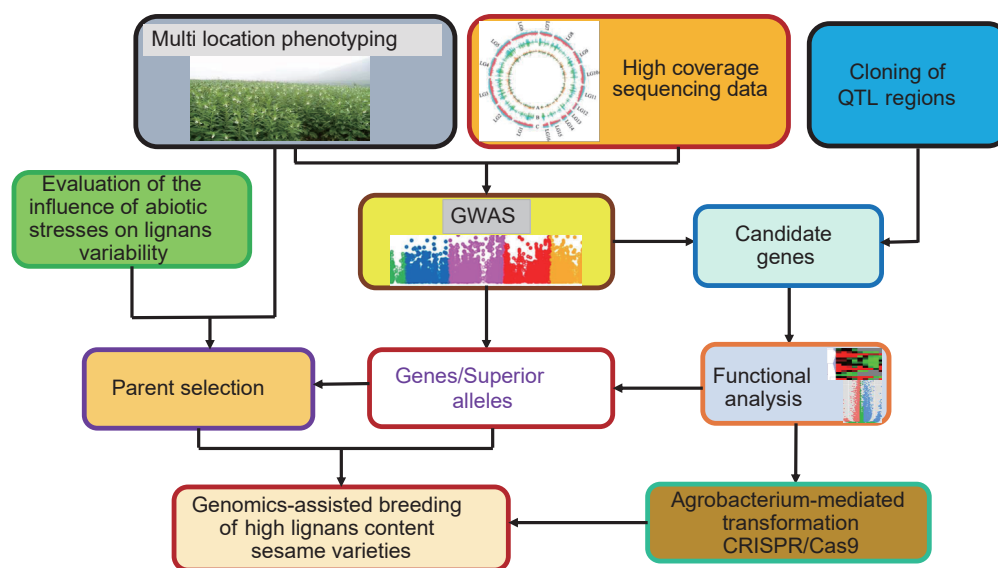 Multi location phenotyping
High coverage
sequencing data
Cloning of
QTL regions
Evaluation of the
influence of abiotic
stresses on lignans
variability
GWAS
Candidate
genes
Parent selection
Genes/Superior
alleles
Functional
analysis
Genomics-assisted breeding
of high lignans content
sesame varieties
Agrobacterium-mediated
transformation
CRISPR/Cas9